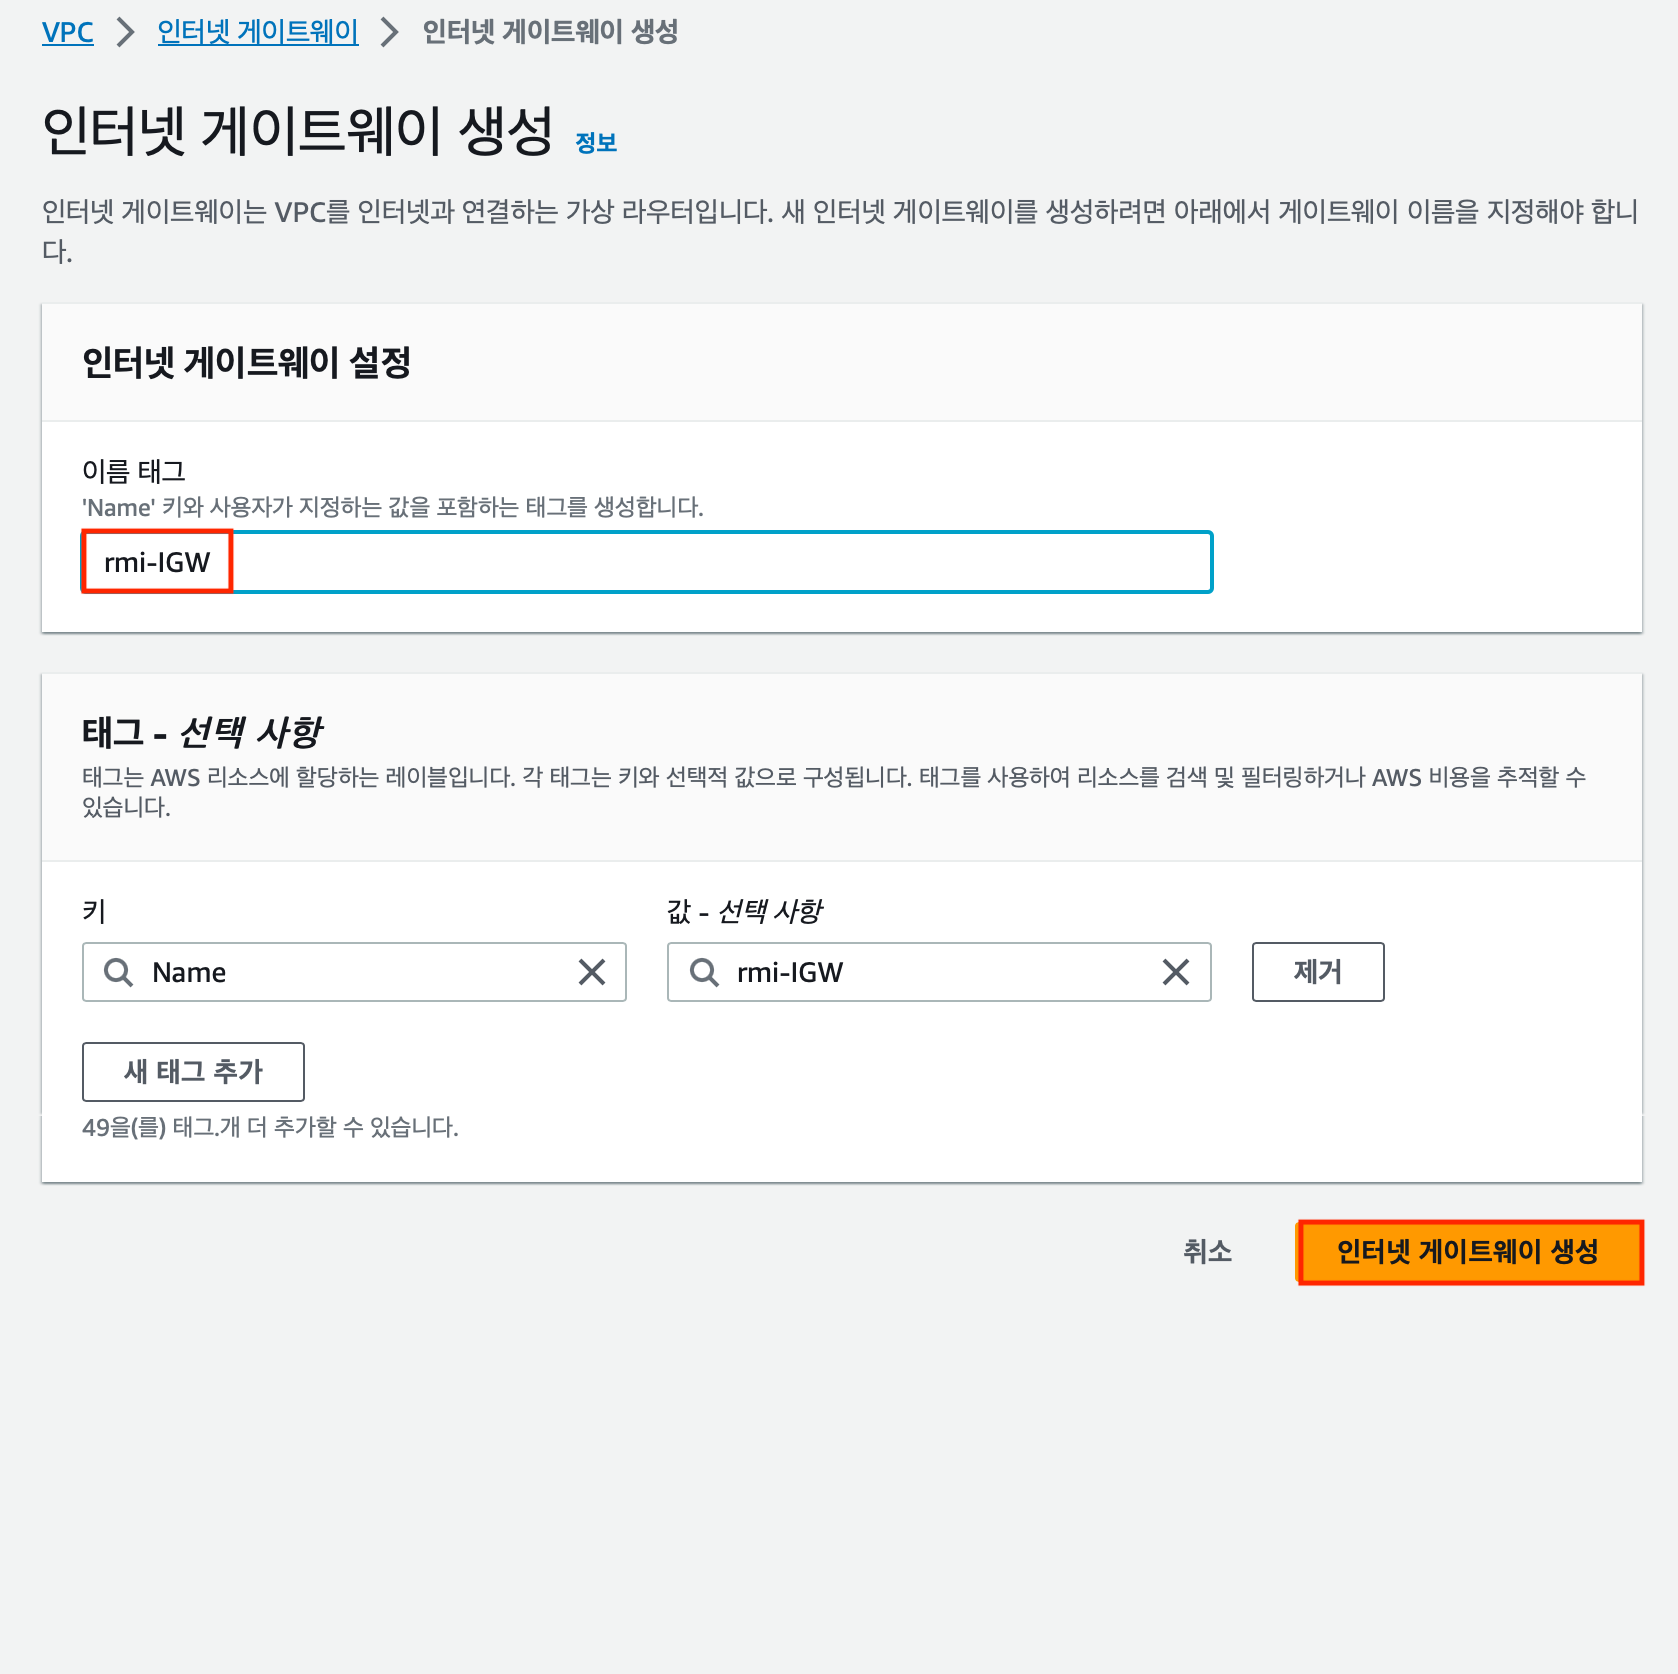 VPC > 인터넷 게이트웨이 > 인터넷 게이트웨이 생성
인터넷 게이트웨이 생성 정보
인터넷 게이트웨이는 VPC를 인터넷과 연결하는 가상 라우터입니다. 새 인터넷 게이트웨이를 생성하려면 아래에서 게이트웨이 이름을 지정해야 합니
다.
인터넷 게이트웨이 설정
이름 태그
'Name' 키와 사용자가 지정하는 값을 포함하는 태그를 생성합니다.
rmi-IGW
태그 - 선택 사항
태그는 AWS 리소스에 할당하는 레이블입니다. 각 태그는 키와 선택적 값으로 구성됩니다. 태그를 사용하여 리소스를 검색 및 필터링하거나 AWS 비용을 추적할 수
있습니다.
키 값 - 선택 사항
Name rmi-IGW 제거
새 태그 추가
49을(를) 태그.개 더 추가할 수 있습니다.
취소 인터넷 게이트웨이 생성